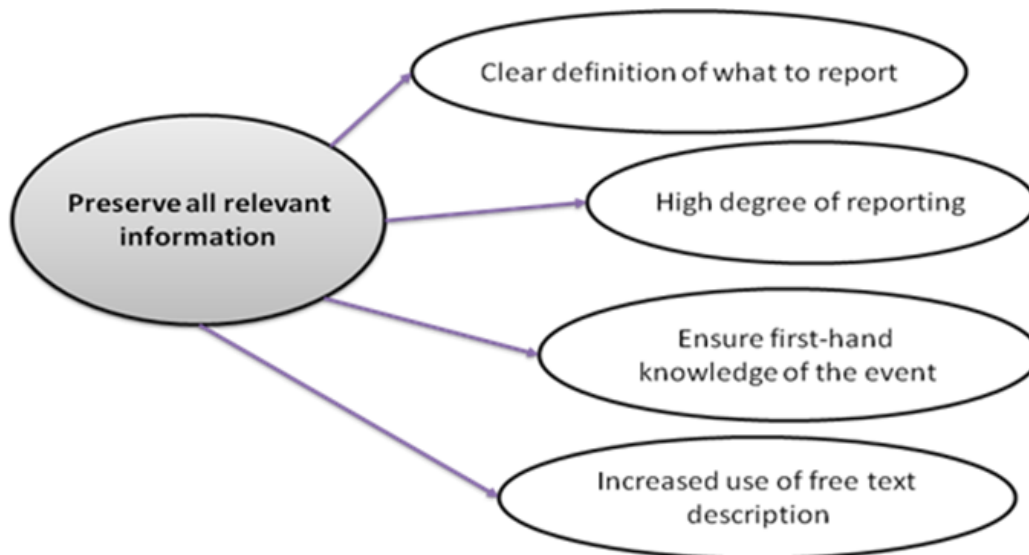 Clear definition of what to report
Preserve all relevant
information
High degree of reporting
Ensure first-hand
knowledge of the event
Increased use of free text
description